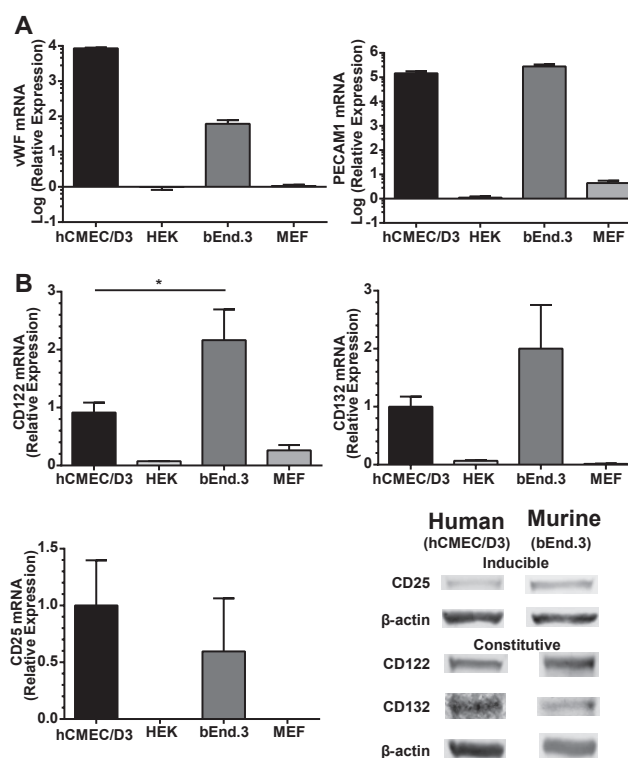 A
vWF mRNA
Log (Relative Expression)
4
3
2
1
0
-1
hCMEC/D3 HEK bEnd.3 MEF
PECAM1 mRNA
Log (Relative Expression)
6
5
4
3
2
1
0
-1
hCMEC/D3 HEK bEnd.3 MEF
B
CD122 mRNA
(Relative Expression)
3
2
1
0
*
hCMEC/D3 HEK bEnd.3 MEF
CD132 mRNA
(Relative Expression)
3
2
1
0
hCMEC/D3 HEK bEnd.3 MEF
CD25 mRNA
(Relative Expression)
1.5
1.0
0.5
0.0
hCMEC/D3 HEK bEnd.3 MEF
Human Murine
(hCMEC/D3) (bEnd.3)
Inducible
CD25
β-actin
Constitutive
CD122
CD132
β-actin